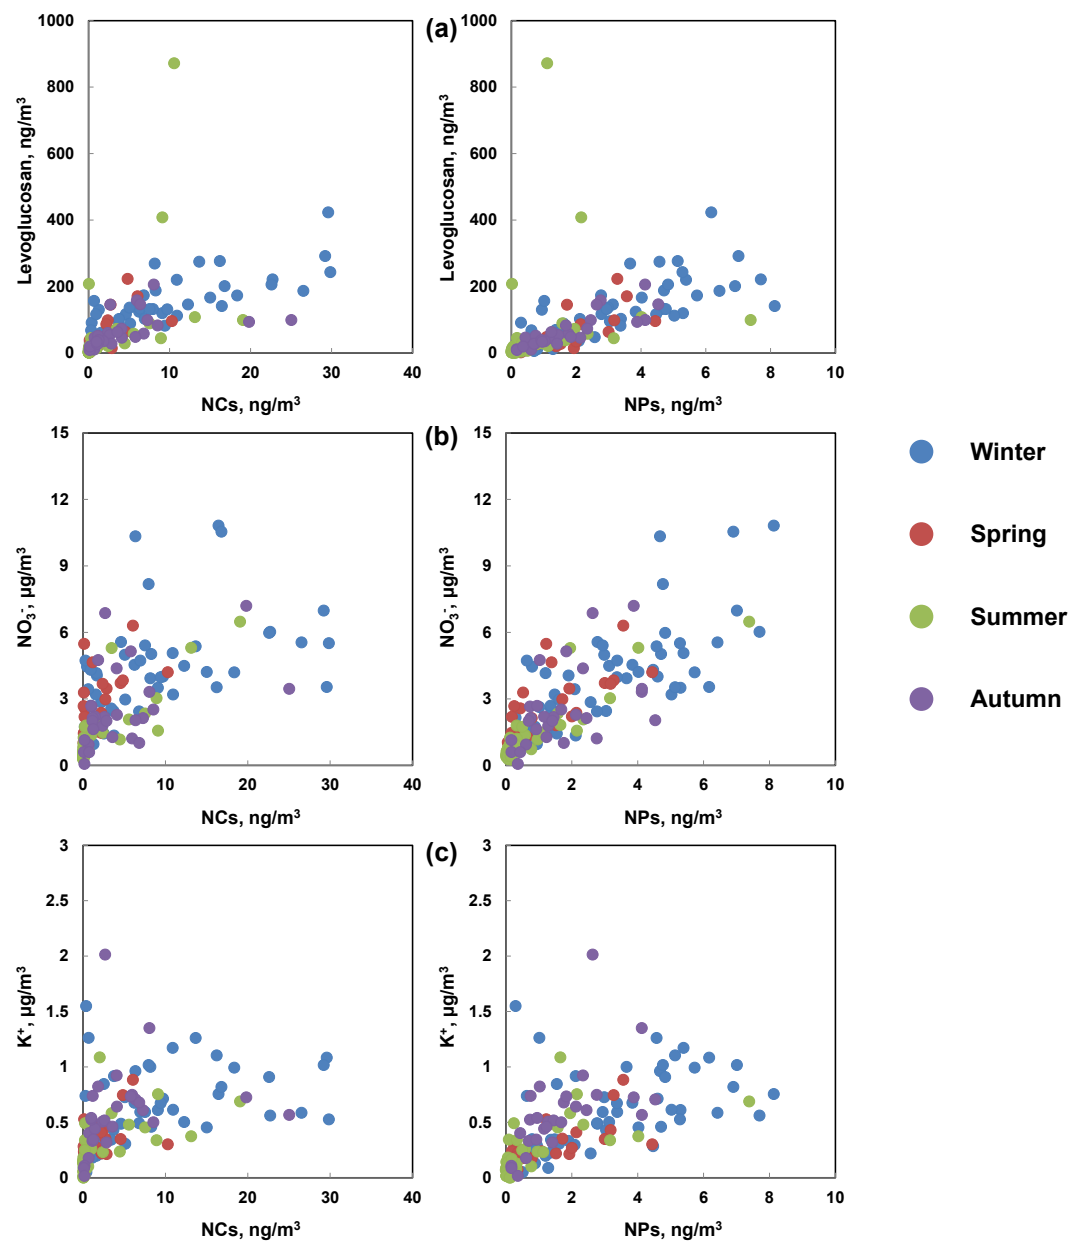 (a)
Levoglucosan, ng/m³
1000
800
600
400
200
0
0 10 20 30 40
NCs, ng/m³
Levoglucosan, ng/m³
1000
800
600
400
200
0
0 2 4 6 8 10
NPs, ng/m³
(b)
NO₃⁻, µg/m³
15
12
9
6
3
0
0 10 20 30 40
NCs, ng/m³
NO₃⁻, µg/m³
15
12
9
6
3
0
0 2 4 6 8 10
NPs, ng/m³
Winter
Spring
Summer
Autumn
(c)
K⁺, µg/m³
3
2.5
2
1.5
1
0.5
0
0 10 20 30 40
NCs, ng/m³
K⁺, µg/m³
3
2.5
2
1.5
1
0.5
0
0 2 4 6 8 10
NPs, ng/m³